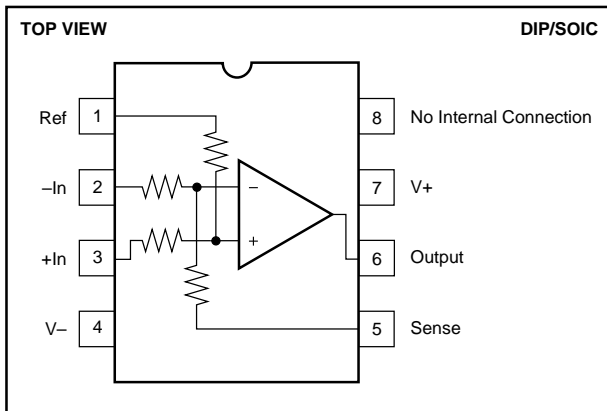 TOP VIEW
DIP/SOIC
Ref 1
8 No Internal Connection
–In 2
–
7 V+
+In 3
+
6 Output
V– 4
5 Sense